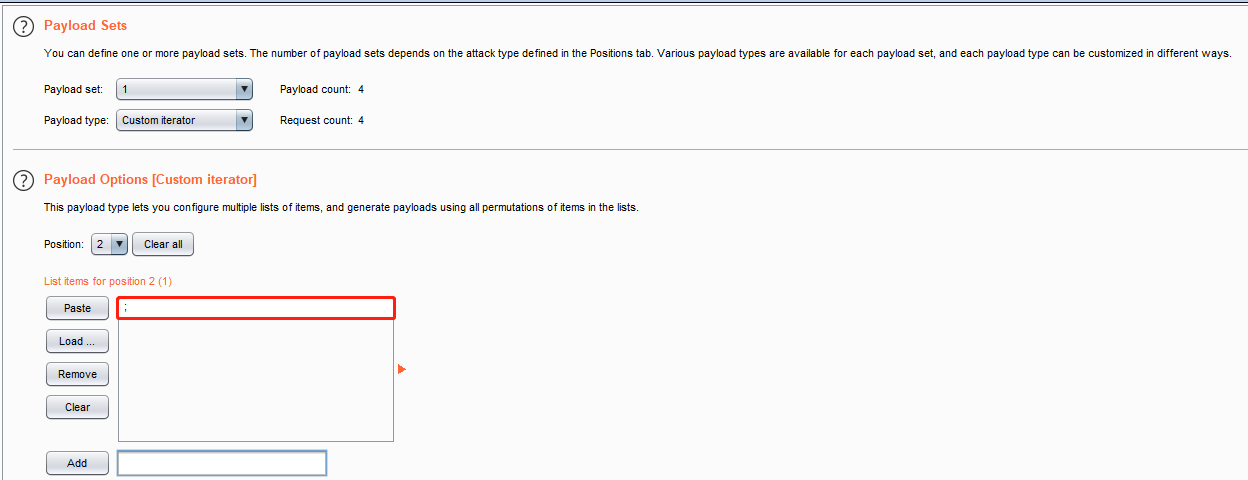 Payload Sets
You can define one or more payload sets. The number of payload sets depends on the attack type defined in the Positions tab. Various payload types are available for each payload set, and each payload type can be customized in different ways.
Payload set: 1 Payload count: 4
Payload type: Custom iterator Request count: 4
Payload Options [Custom iterator]
This payload type lets you configure multiple lists of items, and generate payloads using all permutations of items in the lists.
Position: 2 Clear all
List items for position 2 (1)
Paste ;
Load ...
Remove
Clear
Add